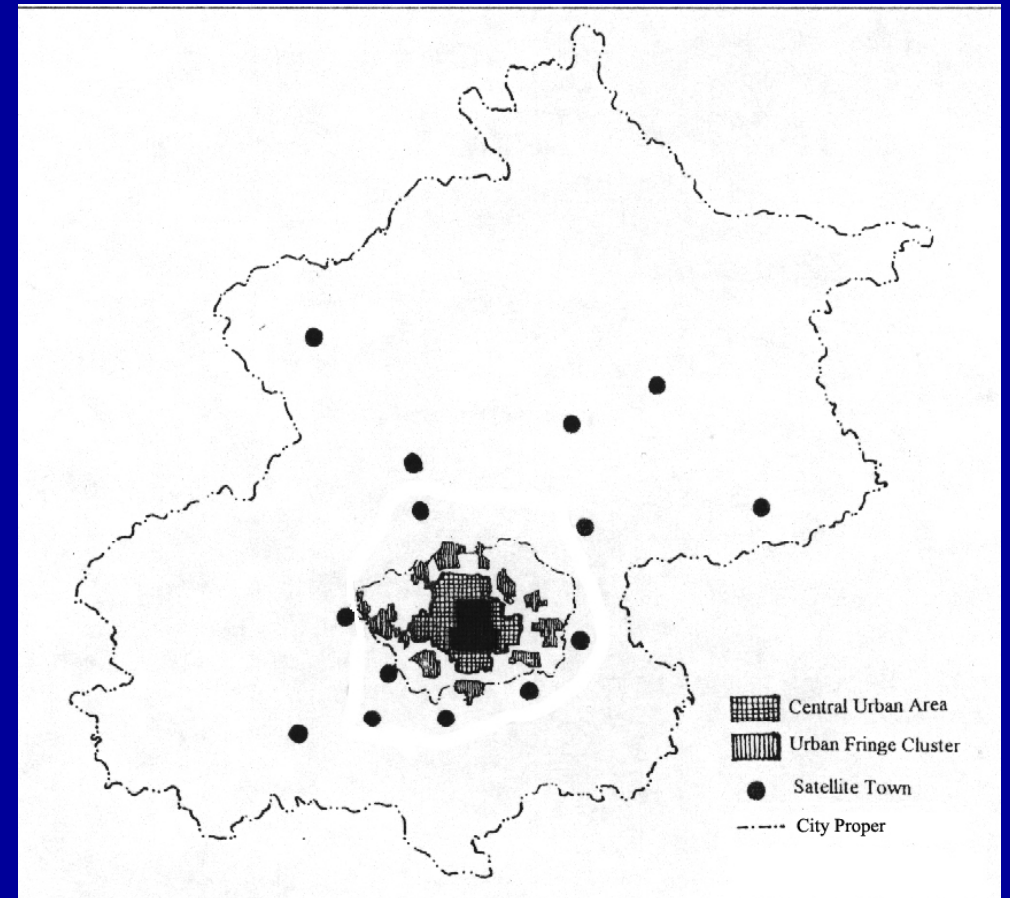 Central Urban Area
Urban Fringe Cluster
Satellite Town
City Proper